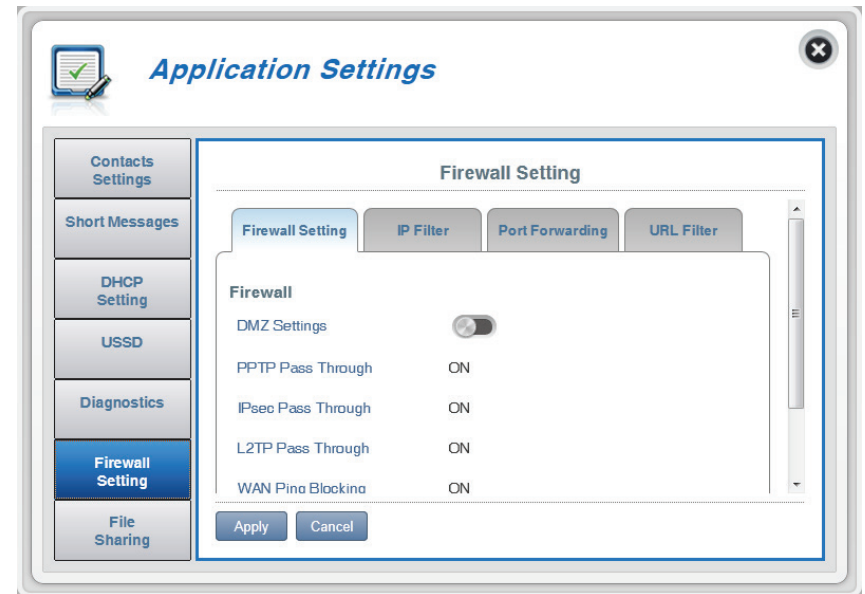 Application Settings
Contacts
Settings
Short Messages
DHCP
Setting
USSD
Diagnostics
Firewall
Setting
File
Sharing
Firewall Setting
Firewall Setting IP Filter Port Forwarding URL Filter
Firewall
DMZ Settings
PPTP Pass Through ON
IPsec Pass Through ON
L2TP Pass Through ON
WAN Ping Blocking ON
Apply Cancel